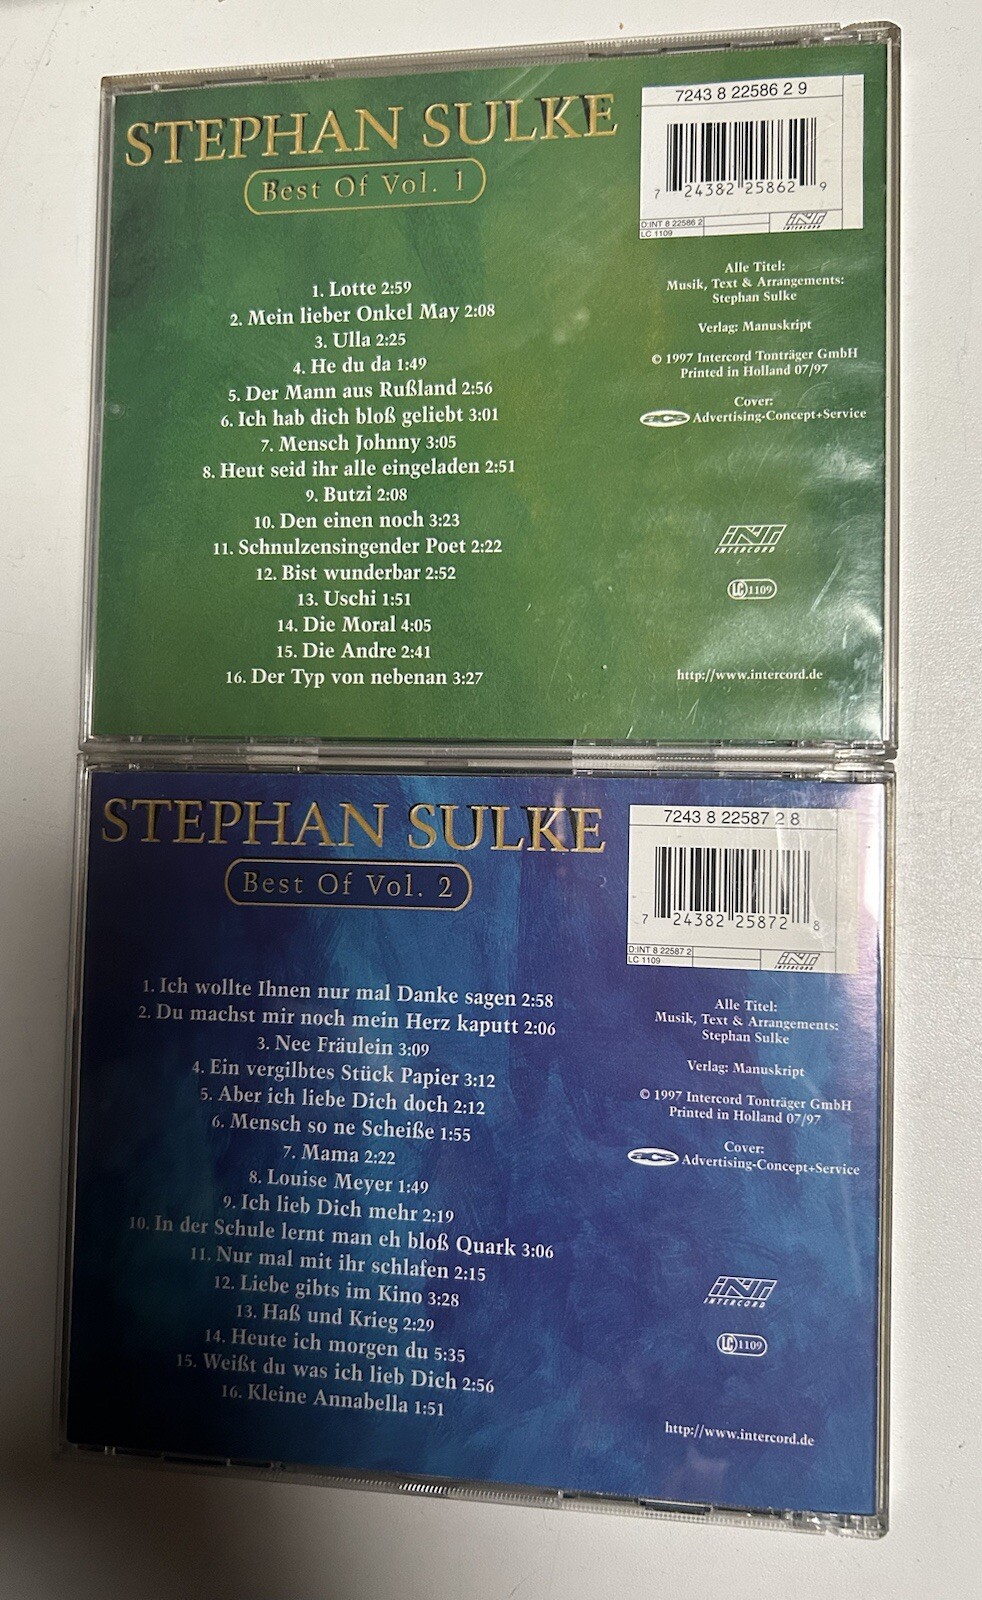 STEPHAN SULKE
Best Of Vol. 1
7243 8 22586 2 9
7 24382 25862 9
D:INT 8 22586 2
LC 1109
INT
INTERCORD
1. Lotte 2:59
2. Mein lieber Onkel May 2:08
3. Ulla 2:25
4. He du da 1:49
5. Der Mann aus Rußland 2:56
6. Ich hab dich bloß geliebt 3:01
7. Mensch Johnny 3:05
8. Heut seid ihr alle eingeladen 2:51
9. Butzi 2:08
10. Den einen noch 3:23
11. Schnulzensingender Poet 2:22
12. Bist wunderbar 2:52
13. Uschi 1:51
14. Die Moral 4:05
15. Die Andre 2:41
16. Der Typ von nebenan 3:27
Alle Titel:
Musik, Text & Arrangements:
Stephan Sulke
Verlag: Manuskript
© 1997 Intercord Tonträger GmbH
Printed in Holland 07/97
Cover:
acs Advertising-Concept+Service
INT
INTERCORD
LC 1109
http://www.intercord.de
STEPHAN SULKE
Best Of Vol. 2
7243 8 22587 2 8
7 24382 25872 8
D:INT 8 22587 2
LC 1109
INT
INTERCORD
1. Ich wollte Ihnen nur mal Danke sagen 2:58
2. Du machst mir noch mein Herz kaputt 2:06
3. Nee Fräulein 3:09
4. Ein vergilbtes Stück Papier 3:12
5. Aber ich liebe Dich doch 2:12
6. Mensch so ne Scheiße 1:55
7. Mama 2:22
8. Louise Meyer 1:49
9. Ich lieb Dich mehr 2:19
10. In der Schule lernt man eh bloß Quark 3:06
11. Nur mal mit ihr schlafen 2:15
12. Liebe gibts im Kino 3:28
13. Haß und Krieg 2:29
14. Heute ich morgen du 5:35
15. Weißt du was ich lieb Dich 2:56
16. Kleine Annabella 1:51
Alle Titel:
Musik, Text & Arrangements:
Stephan Sulke
Verlag: Manuskript
© 1997 Intercord Tonträger GmbH
Printed in Holland 07/97
Cover:
acs Advertising-Concept+Service
INT
INTERCORD
LC 1109
http://www.intercord.de